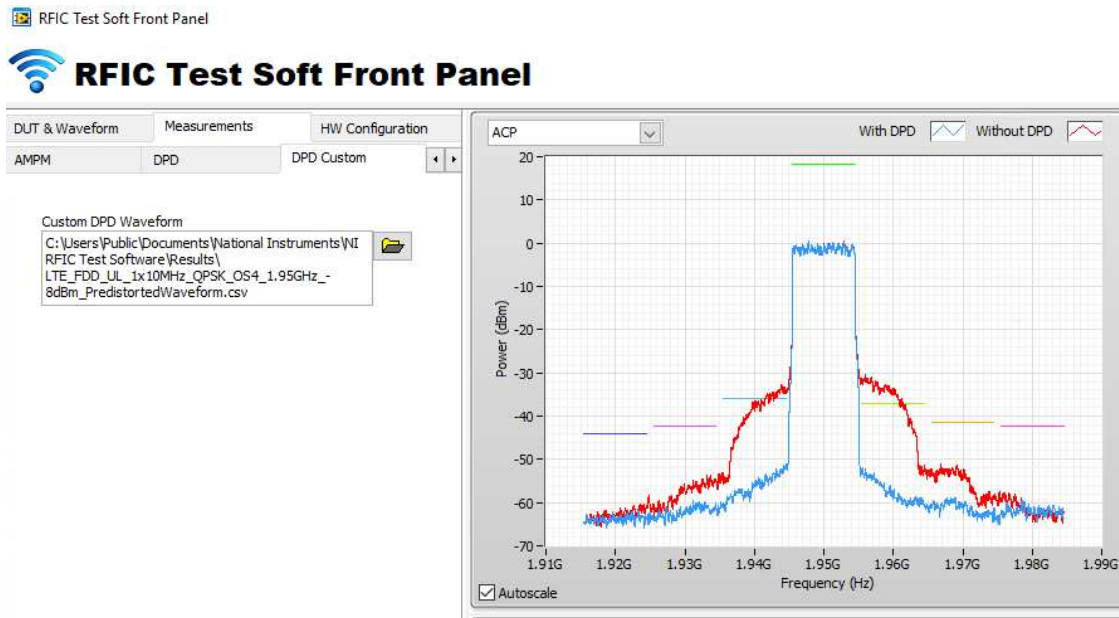 RFIC Test Soft Front Panel
RFIC Test Soft Front Panel
DUT & Waveform Measurements HW Configuration
AMPM DPD DPD Custom
Custom DPD Waveform
C:\Users\Public\Documents\National Instruments\NI
RFIC Test Software\Results\
LTE_FDD_UL_1x10MHz_QPSK_OS4_1.95GHz_-
8dBm_PredistortedWaveform.csv
ACP With DPD Without DPD
20
10
0
-10
-20
-30
-40
-50
-60
-70
Power (dBm)
1.91G 1.92G 1.93G 1.94G 1.95G 1.96G 1.97G 1.98G 1.99G
Frequency (Hz)
Autoscale